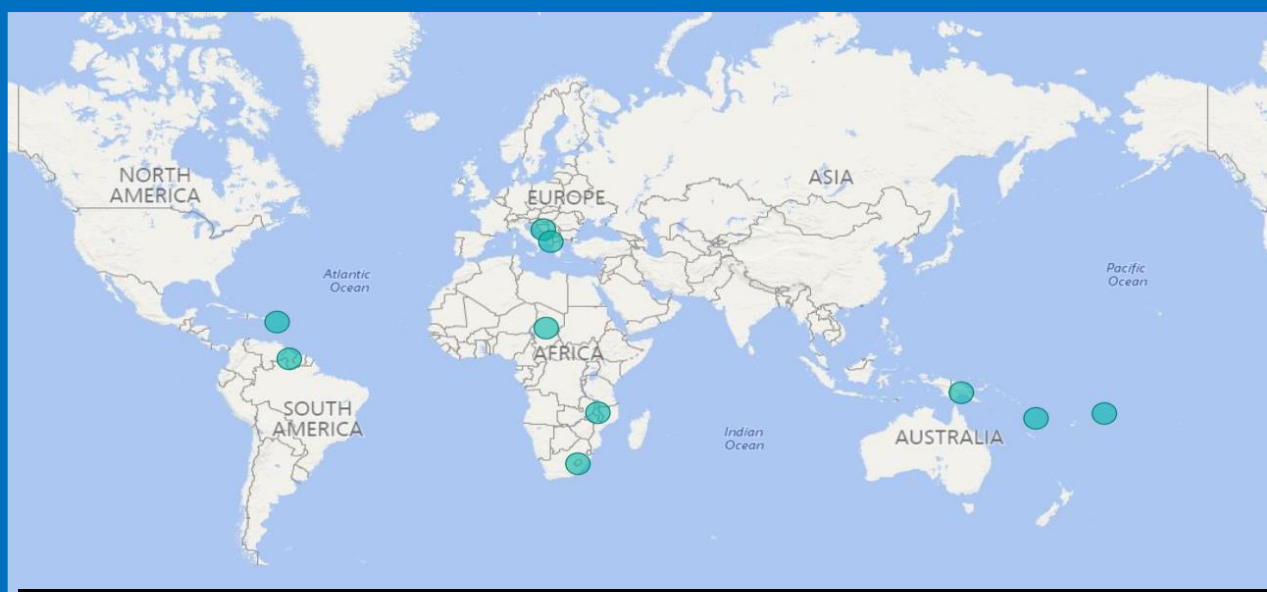 NORTH
AMERICA
EUROPE
ASIA
Atlantic
Ocean
Pacific
Ocean
AFRICA
SOUTH
AMERICA
Indian
Ocean
AUSTRALIA